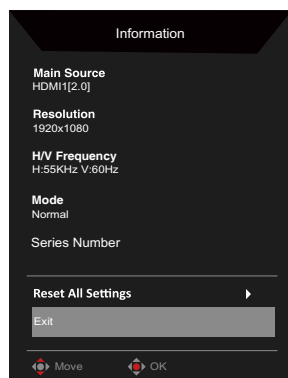 Information
Main Source
HDMI1[2.0]
Resolution
1920x1080
H/V Frequency
H:55KHz V:60Hz
Mode
Normal
Series Number
Reset All Settings
Exit
Move OK